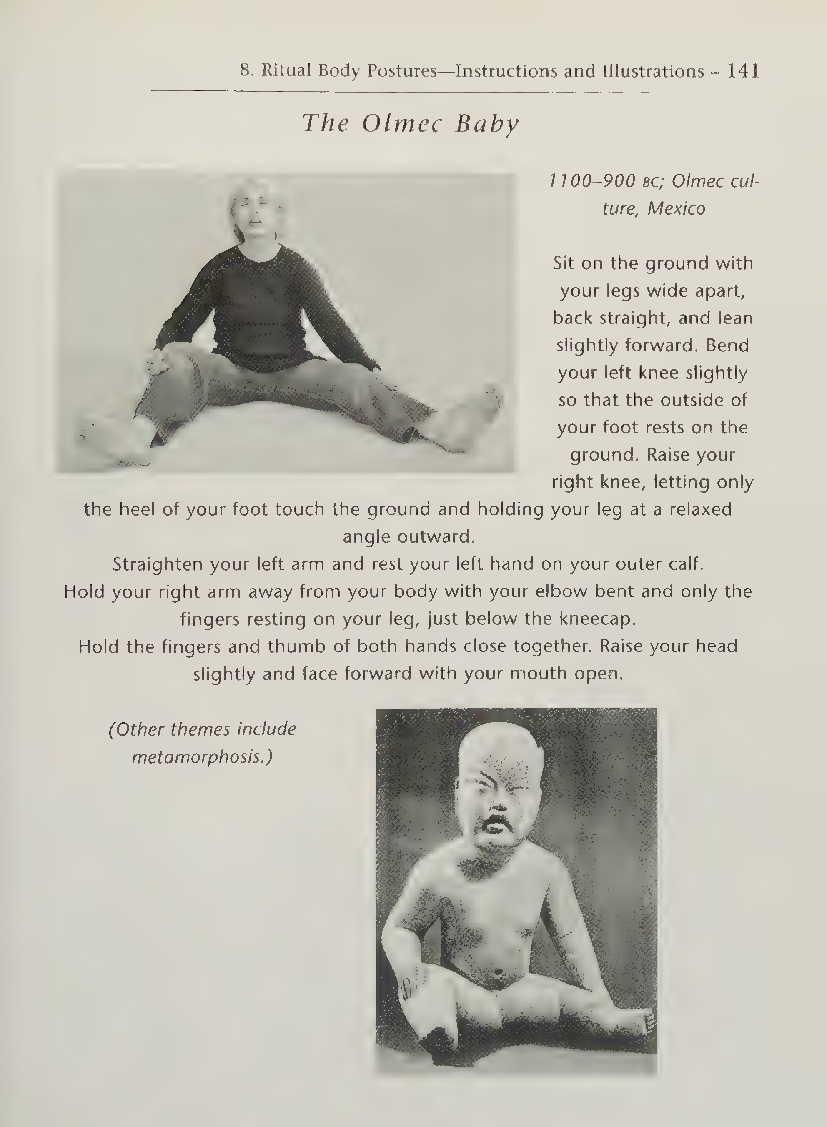 8. Ritual Body Postures—Instructions and Illustrations – 141
The Olmec Baby
1100–900 BC; Olmec cul-
ture, Mexico
Sit on the ground with
your legs wide apart,
back straight, and lean
slightly forward. Bend
your left knee slightly
so that the outside of
your foot rests on the
ground. Raise your
right knee, letting only
the heel of your foot touch the ground and holding your leg at a relaxed
angle outward.
Straighten your left arm and rest your left hand on your outer calf.
Hold your right arm away from your body with your elbow bent and only the
fingers resting on your leg, just below the kneecap.
Hold the fingers and thumb of both hands close together. Raise your head
slightly and face forward with your mouth open.
(Other themes include
metamorphosis.)